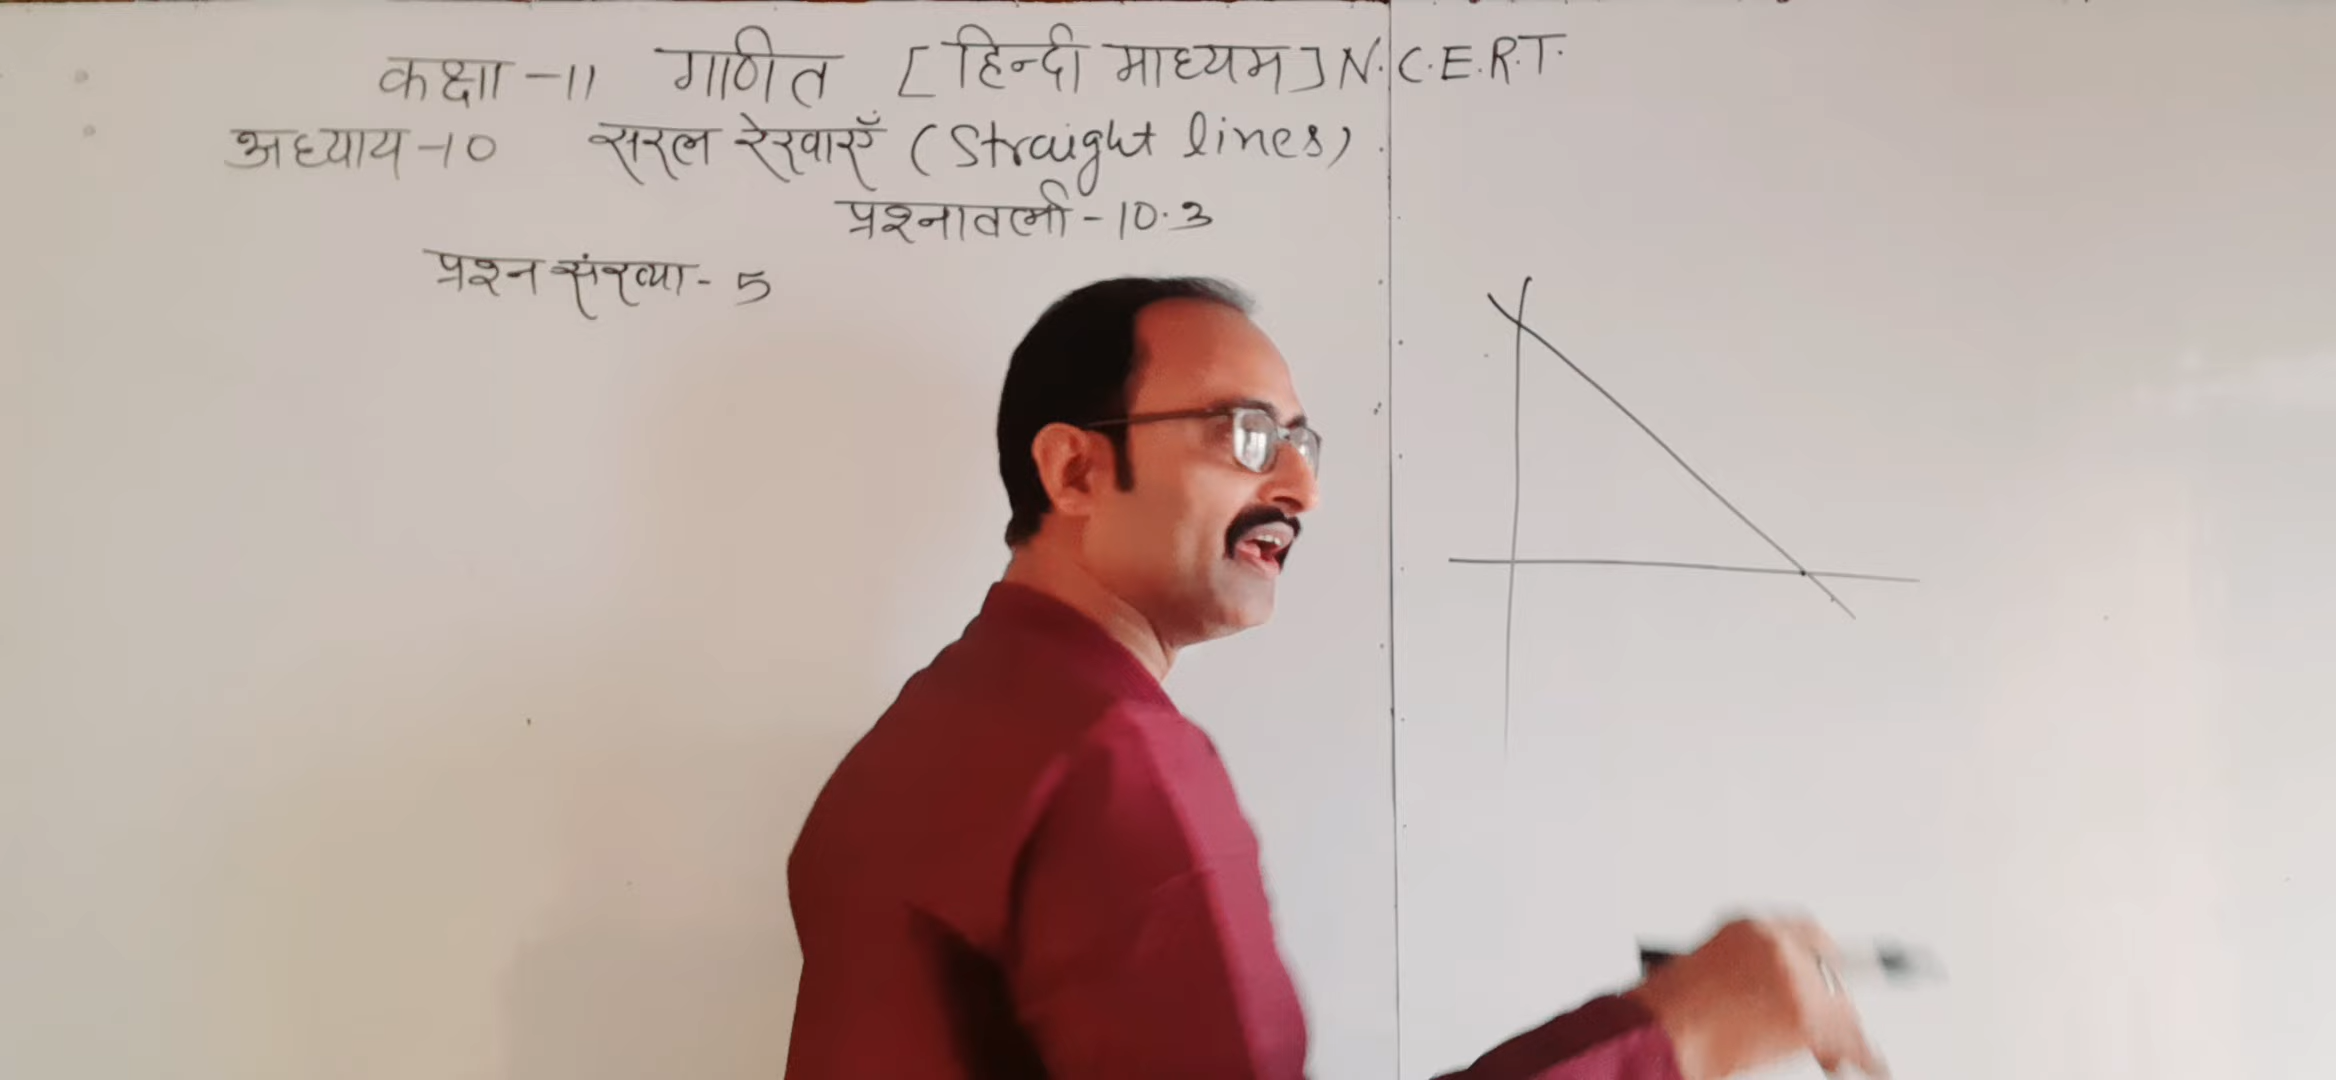 कक्षा -11 गणित [हिन्दी माध्यम] N.C.E.R.T.
अध्याय-10 सरल रेखाएँ (Straight lines)
प्रश्नावली-10.3
प्रश्न संख्या- 5